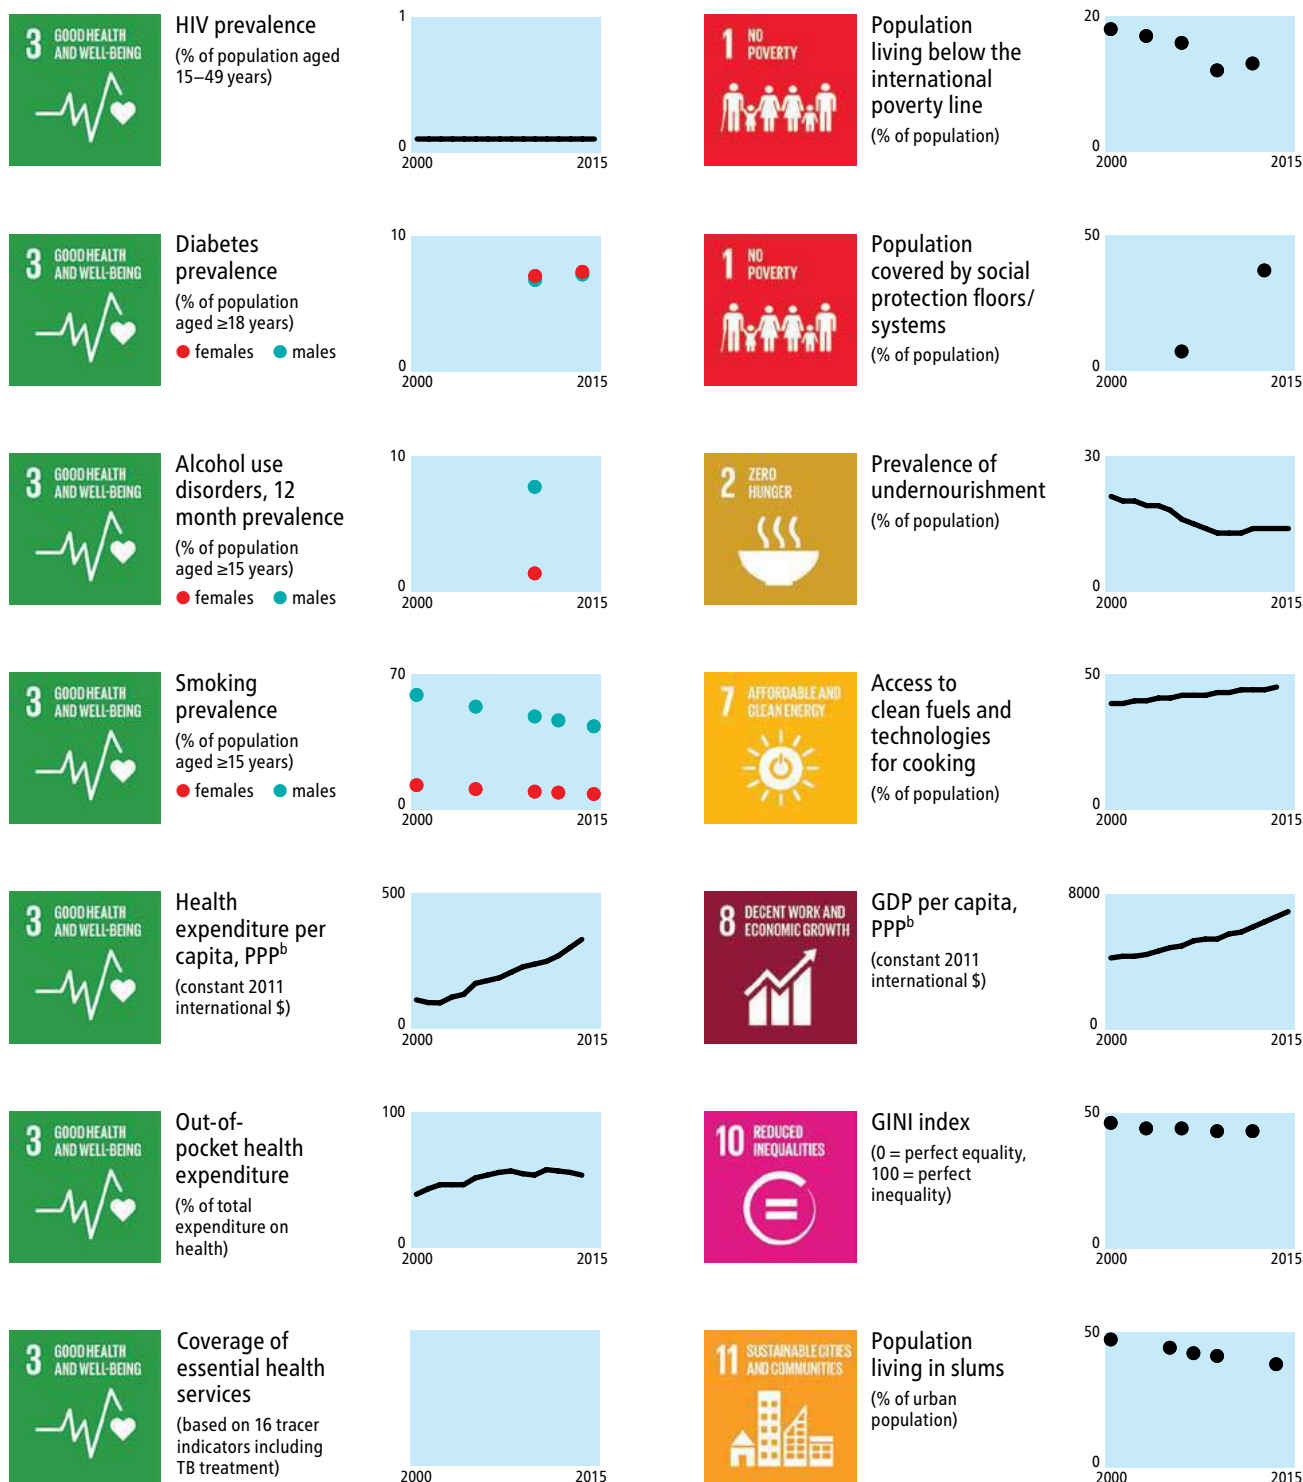 3 GOOD HEALTH
AND WELL-BEING
HIV prevalence
(% of population aged
15–49 years)
1
0
2000 2015
3 GOOD HEALTH
AND WELL-BEING
Diabetes
prevalence
(% of population
aged ≥18 years)
females males
10
0
2000 2015
3 GOOD HEALTH
AND WELL-BEING
Alcohol use
disorders, 12
month prevalence
(% of population
aged ≥15 years)
females males
10
0
2000 2015
3 GOOD HEALTH
AND WELL-BEING
Smoking
prevalence
(% of population
aged ≥15 years)
females males
70
0
2000 2015
3 GOOD HEALTH
AND WELL-BEING
Health
expenditure per
capita, PPPb
(constant 2011
international $)
500
0
2000 2015
3 GOOD HEALTH
AND WELL-BEING
Out-of-
pocket health
expenditure
(% of total
expenditure on
health)
100
0
2000 2015
3 GOOD HEALTH
AND WELL-BEING
Coverage of
essential health
services
(based on 16 tracer
indicators including
TB treatment)
2000 2015
1 NO
POVERTY
Population
living below the
international
poverty line
(% of population)
20
0
2000 2015
1 NO
POVERTY
Population
covered by social
protection floors/
systems
(% of population)
50
0
2000 2015
2 ZERO
HUNGER
Prevalence of
undernourishment
(% of population)
30
0
2000 2015
7 AFFORDABLE AND
CLEAN ENERGY
Access to
clean fuels and
technologies
for cooking
(% of population)
50
0
2000 2015
8 DECENT WORK AND
ECONOMIC GROWTH
GDP per capita,
PPPb
(constant 2011
international $)
8000
0
2000 2015
10 REDUCED
INEQUALITIES
GINI index
(0 = perfect equality,
100 = perfect
inequality)
50
0
2000 2015
11 SUSTAINABLE CITIES
AND COMMUNITIES
Population
living in slums
(% of urban
population)
50
0
2000 2015